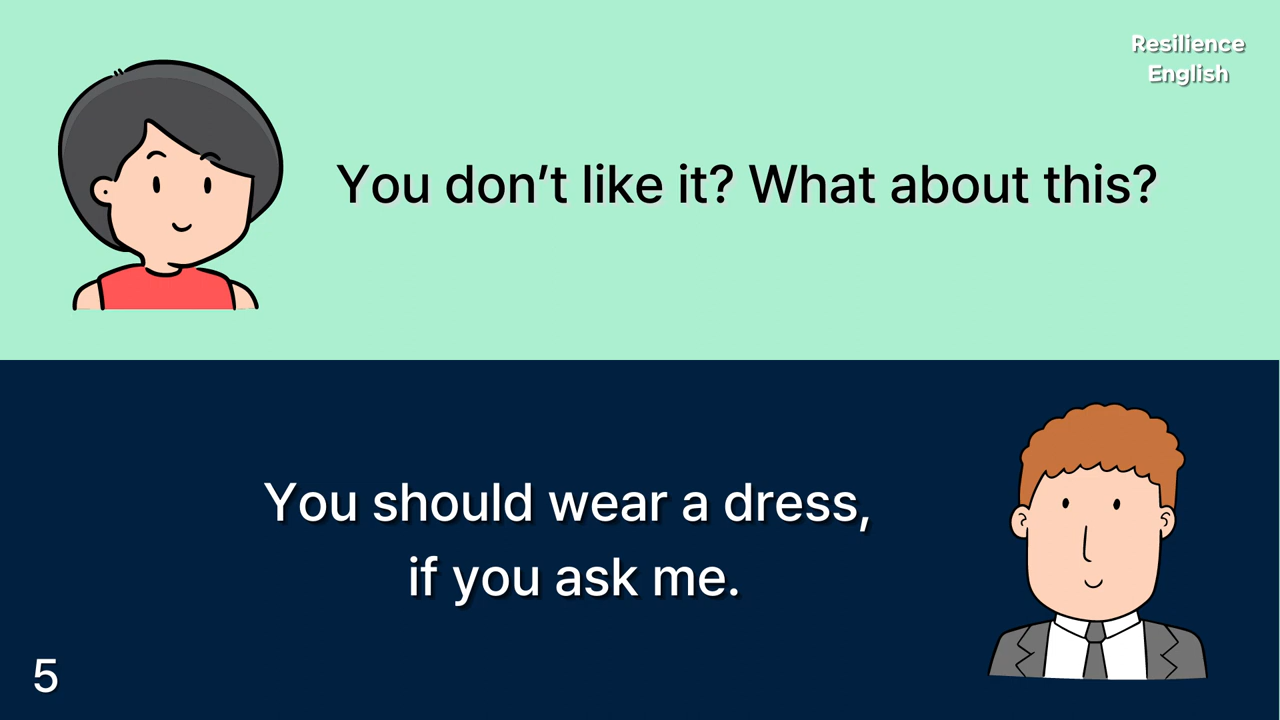 Resilience
English
You don’t like it? What about this?
You should wear a dress,
if you ask me.
5